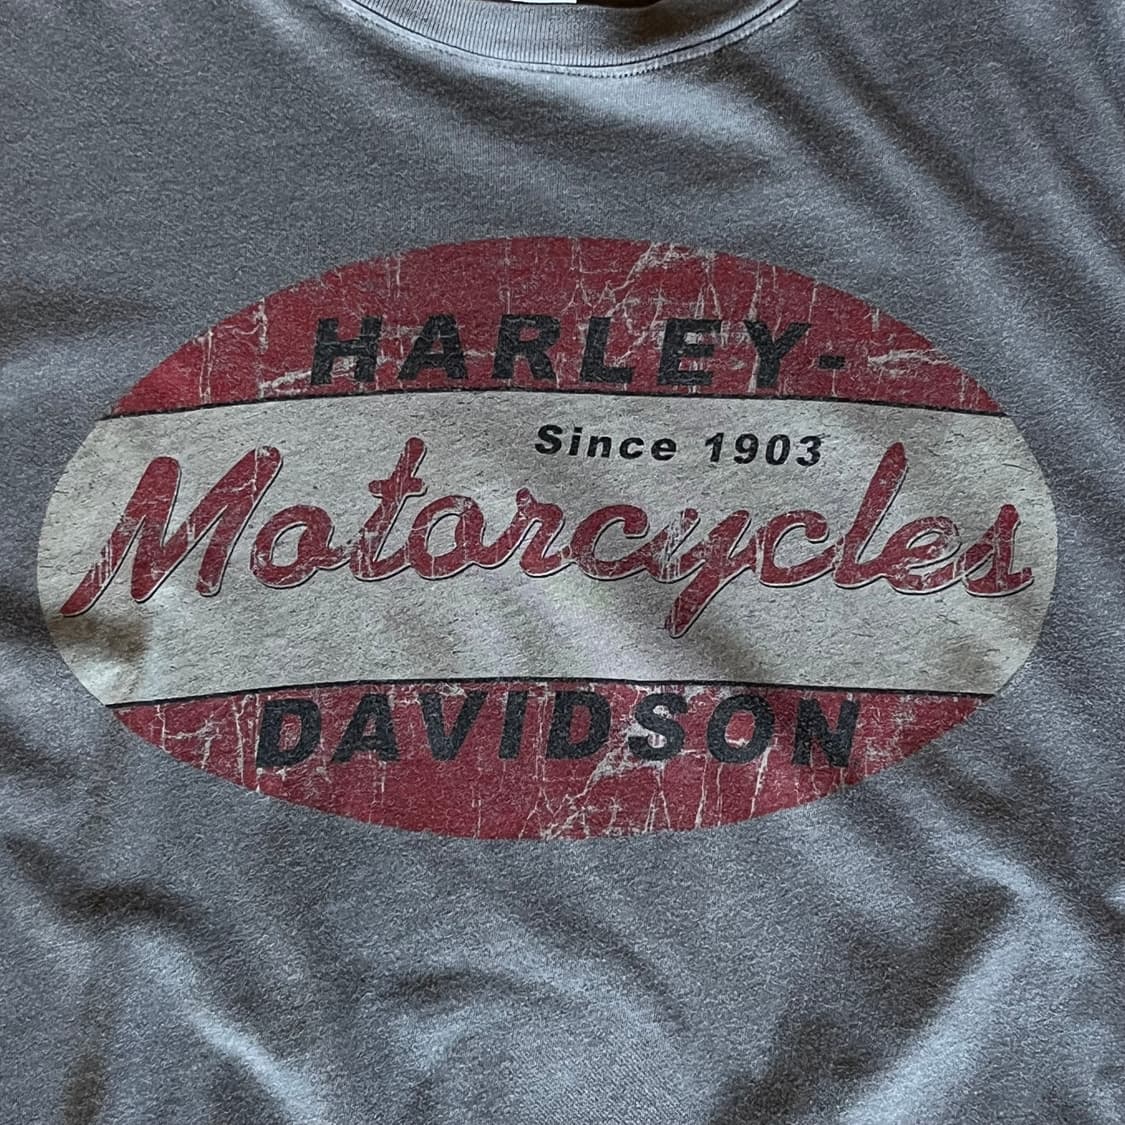 HARLEY-
Since 1903
Motorcycles
DAVIDSON